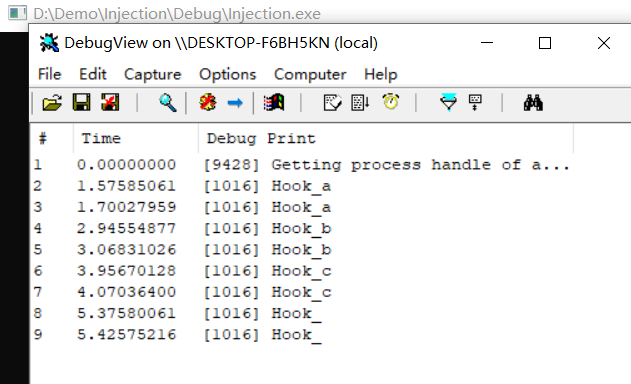 D:\Demo\Injection\Debug\Injection.exe
DebugView on \\DESKTOP-F6BH5KN (local)
File Edit Capture Options Computer Help
# Time Debug Print
1 0.00000000 [9428] Getting process handle of a...
2 1.57585061 [1016] Hook_a
3 1.70027959 [1016] Hook_a
4 2.94554877 [1016] Hook_b
5 3.06831026 [1016] Hook_b
6 3.95670128 [1016] Hook_c
7 4.07036400 [1016] Hook_c
8 5.37580061 [1016] Hook_
9 5.42575216 [1016] Hook_